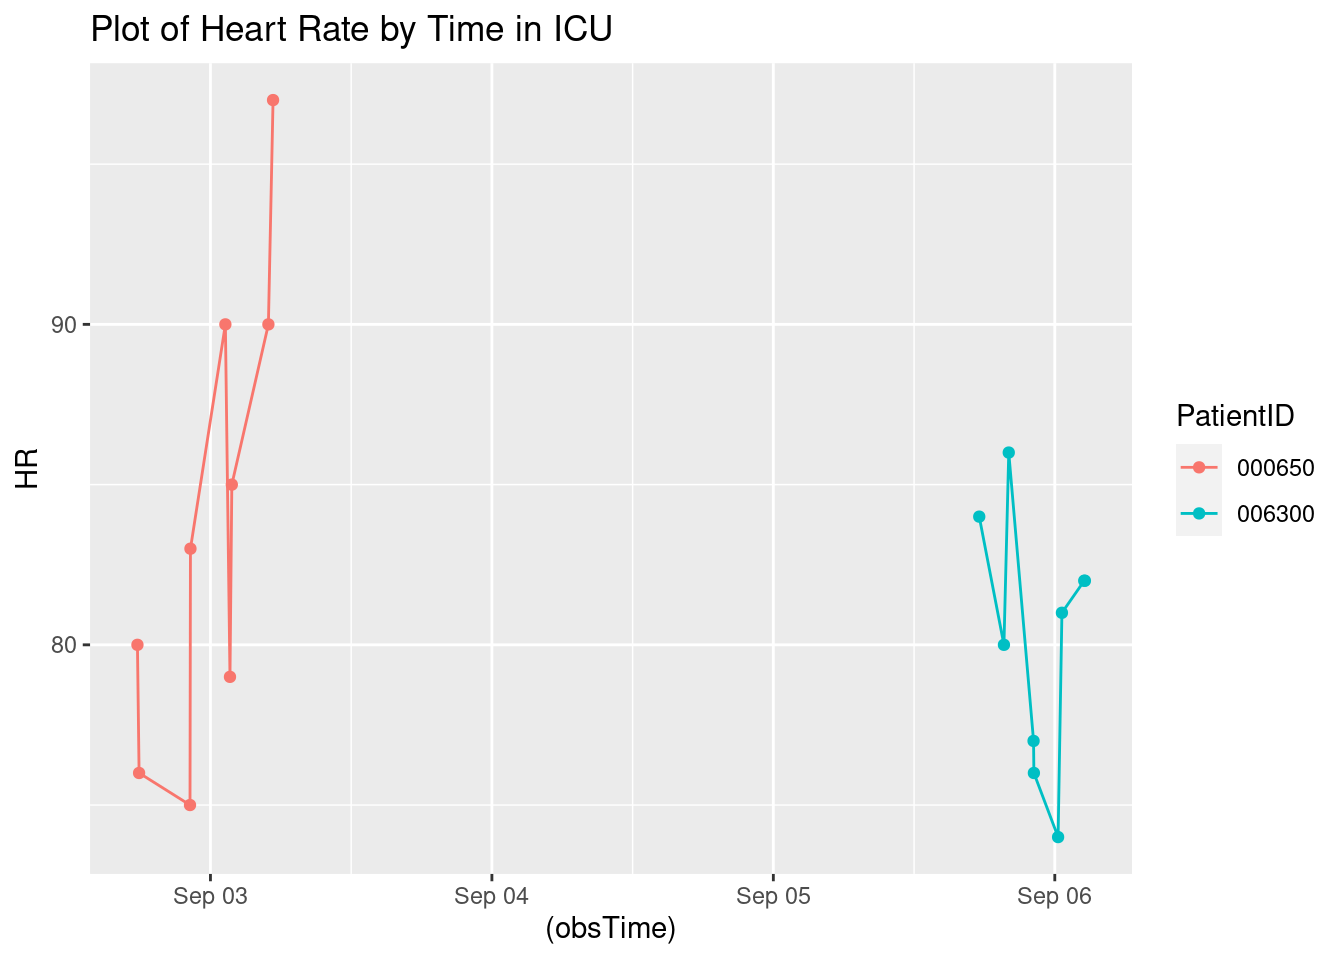 Plot of Heart Rate by Time in ICU
HR
90
80
Sep 03 Sep 04 Sep 05 Sep 06
(obsTime)
PatientID
000650
006300